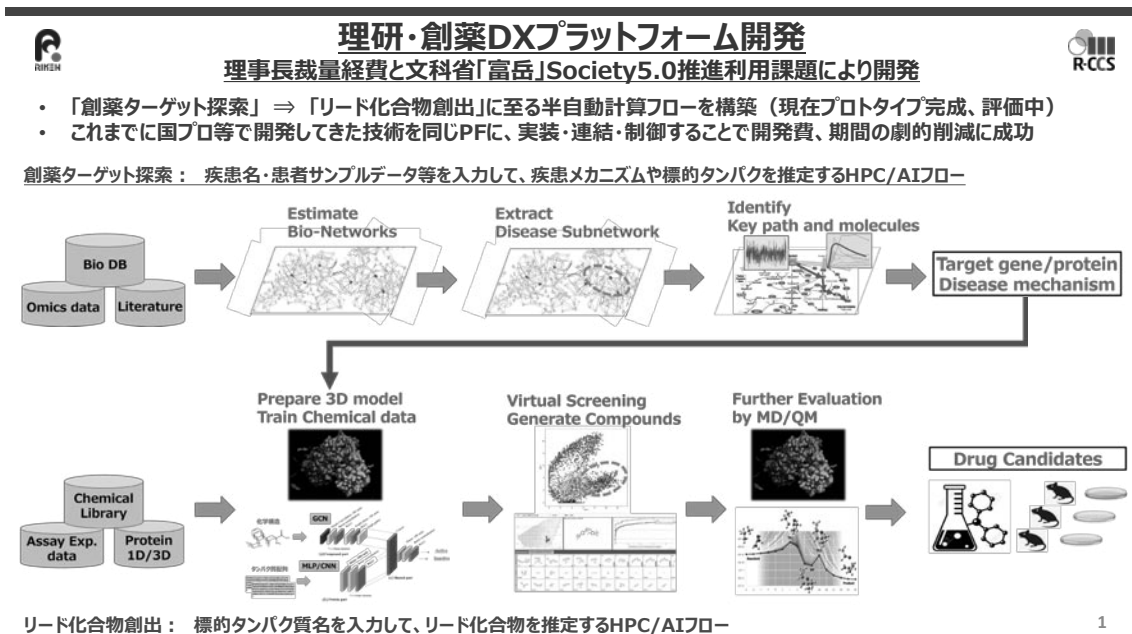 理研・創薬DXプラットフォーム開発
理事長裁量経費と文科省「富岳」Society5.0推進利用課題により開発
RIKEN
R-CCS
• 「創薬ターゲット探索」 ⇒ 「リード化合物創出」に至る半自動計算フローを構築（現在プロトタイプ完成、評価中）
• これまでに国プロ等で開発してきた技術を同じPFに、実装・連結・制御することで開発費、期間の劇的削減に成功
創薬ターゲット探索： 疾患名・患者サンプルデータ等を入力して、疾患メカニズムや標的タンパクを推定するHPC/AIフロー
Bio DB
Omics data
Literature
Estimate
Bio-Networks
Extract
Disease Subnetwork
Identify
Key path and molecules
Target gene/protein
Disease mechanism
Prepare 3D model
Train Chemical data
Virtual Screening
Generate Compounds
Further Evaluation
by MD/QM
Drug Candidates
Chemical
Library
Assay Exp.
data
Protein
1D/3D
化学構造
GCN
タンパク質配列
MLP/CNN
リード化合物創出： 標的タンパク質名を入力して、リード化合物を推定するHPC/AIフロー
1